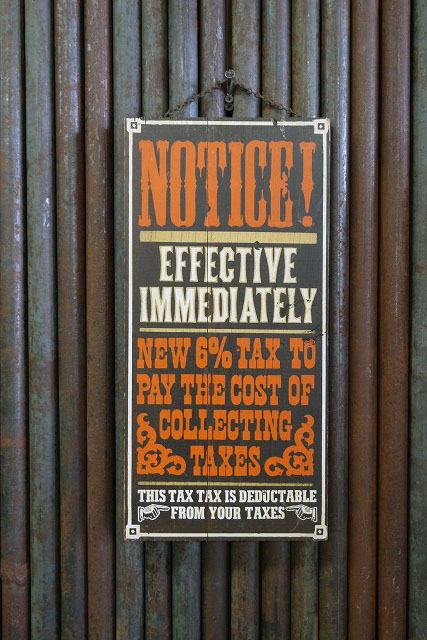 NOTICE!
EFFECTIVE
IMMEDIATELY
NEW 6% TAX TO
PAY THE COST OF
COLLECTING
TAXES
THIS TAX TAX IS DEDUCTABLE
FROM YOUR TAXES